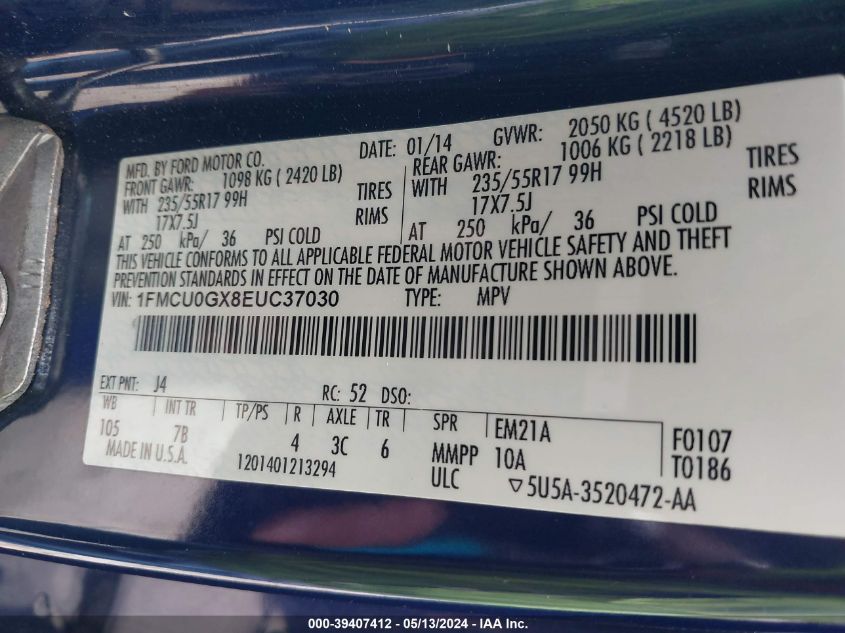 MFD. BY FORD MOTOR CO.
DATE: 01/14 GVWR: 2050 KG ( 4520 LB)
FRONT GAWR: 1098 KG ( 2420 LB)
REAR GAWR: 1006 KG ( 2218 LB)
WITH 235/55R17 99H TIRES
WITH 235/55R17 99H TIRES
17X7.5J RIMS
17X7.5J RIMS
AT 250 kPa/ 36 PSI COLD
AT 250 kPa/ 36 PSI COLD
THIS VEHICLE CONFORMS TO ALL APPLICABLE FEDERAL MOTOR VEHICLE SAFETY AND THEFT
PREVENTION STANDARDS IN EFFECT ON THE DATE OF MANUFACTURE SHOWN ABOVE.
VIN: 1FMCU0GX8EUC37030 TYPE: MPV
EXT PNT: J4 RC: 52 DSO:
WB INT TR TP/PS R AXLE TR SPR EM21A F0107
105 7B 4 3C 6 MMPP 10A T0186
MADE IN U.S.A. 1201401213294 ULC ▽5U5A-3520472-AA
000-39407412 - 05/13/2024 - IAA Inc.